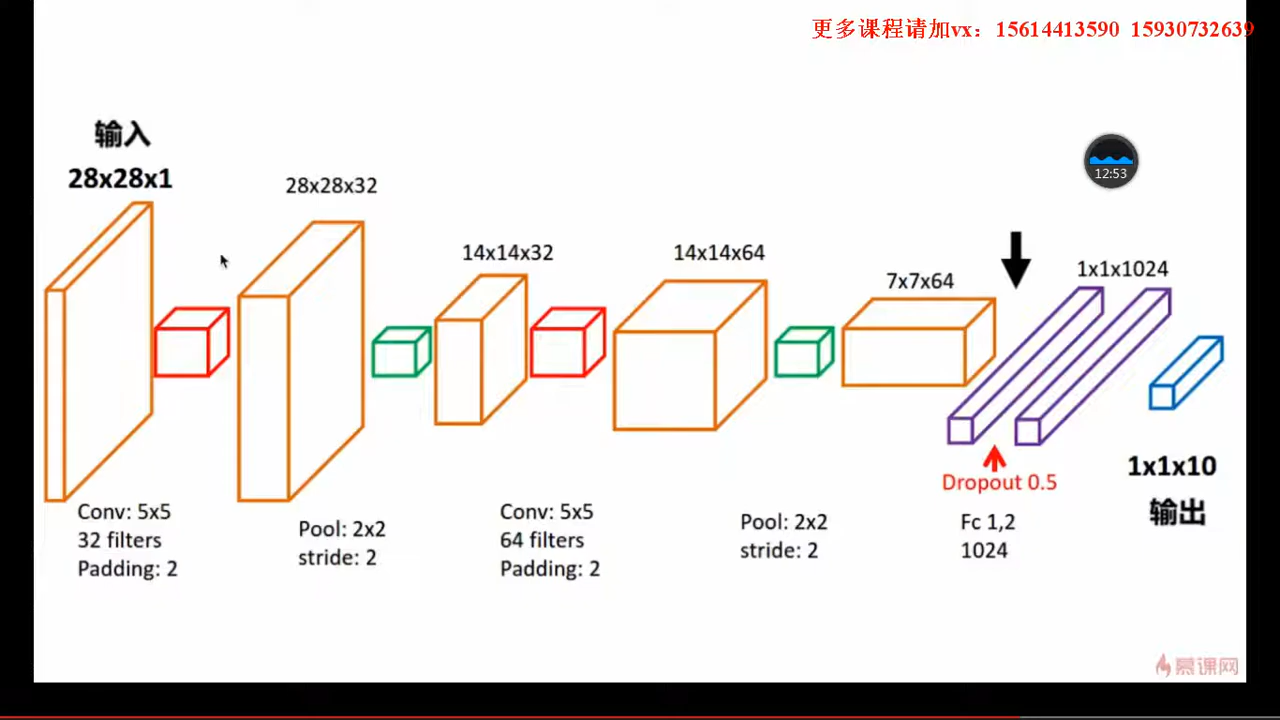 更多课程请加vx：15614413590 15930732639
输入
28x28x1
28x28x32
14x14x32
14x14x64
7x7x64
1x1x1024
12:53
Conv: 5x5
32 filters
Padding: 2
Pool: 2x2
stride: 2
Conv: 5x5
64 filters
Padding: 2
Pool: 2x2
stride: 2
Dropout 0.5
Fc 1,2
1024
1x1x10
输出
慕课网